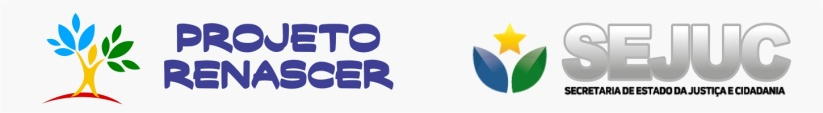 PROJETO
RENASCER
SEJUC
SECRETARIA DE ESTADO DA JUSTIÇA E CIDADANIA